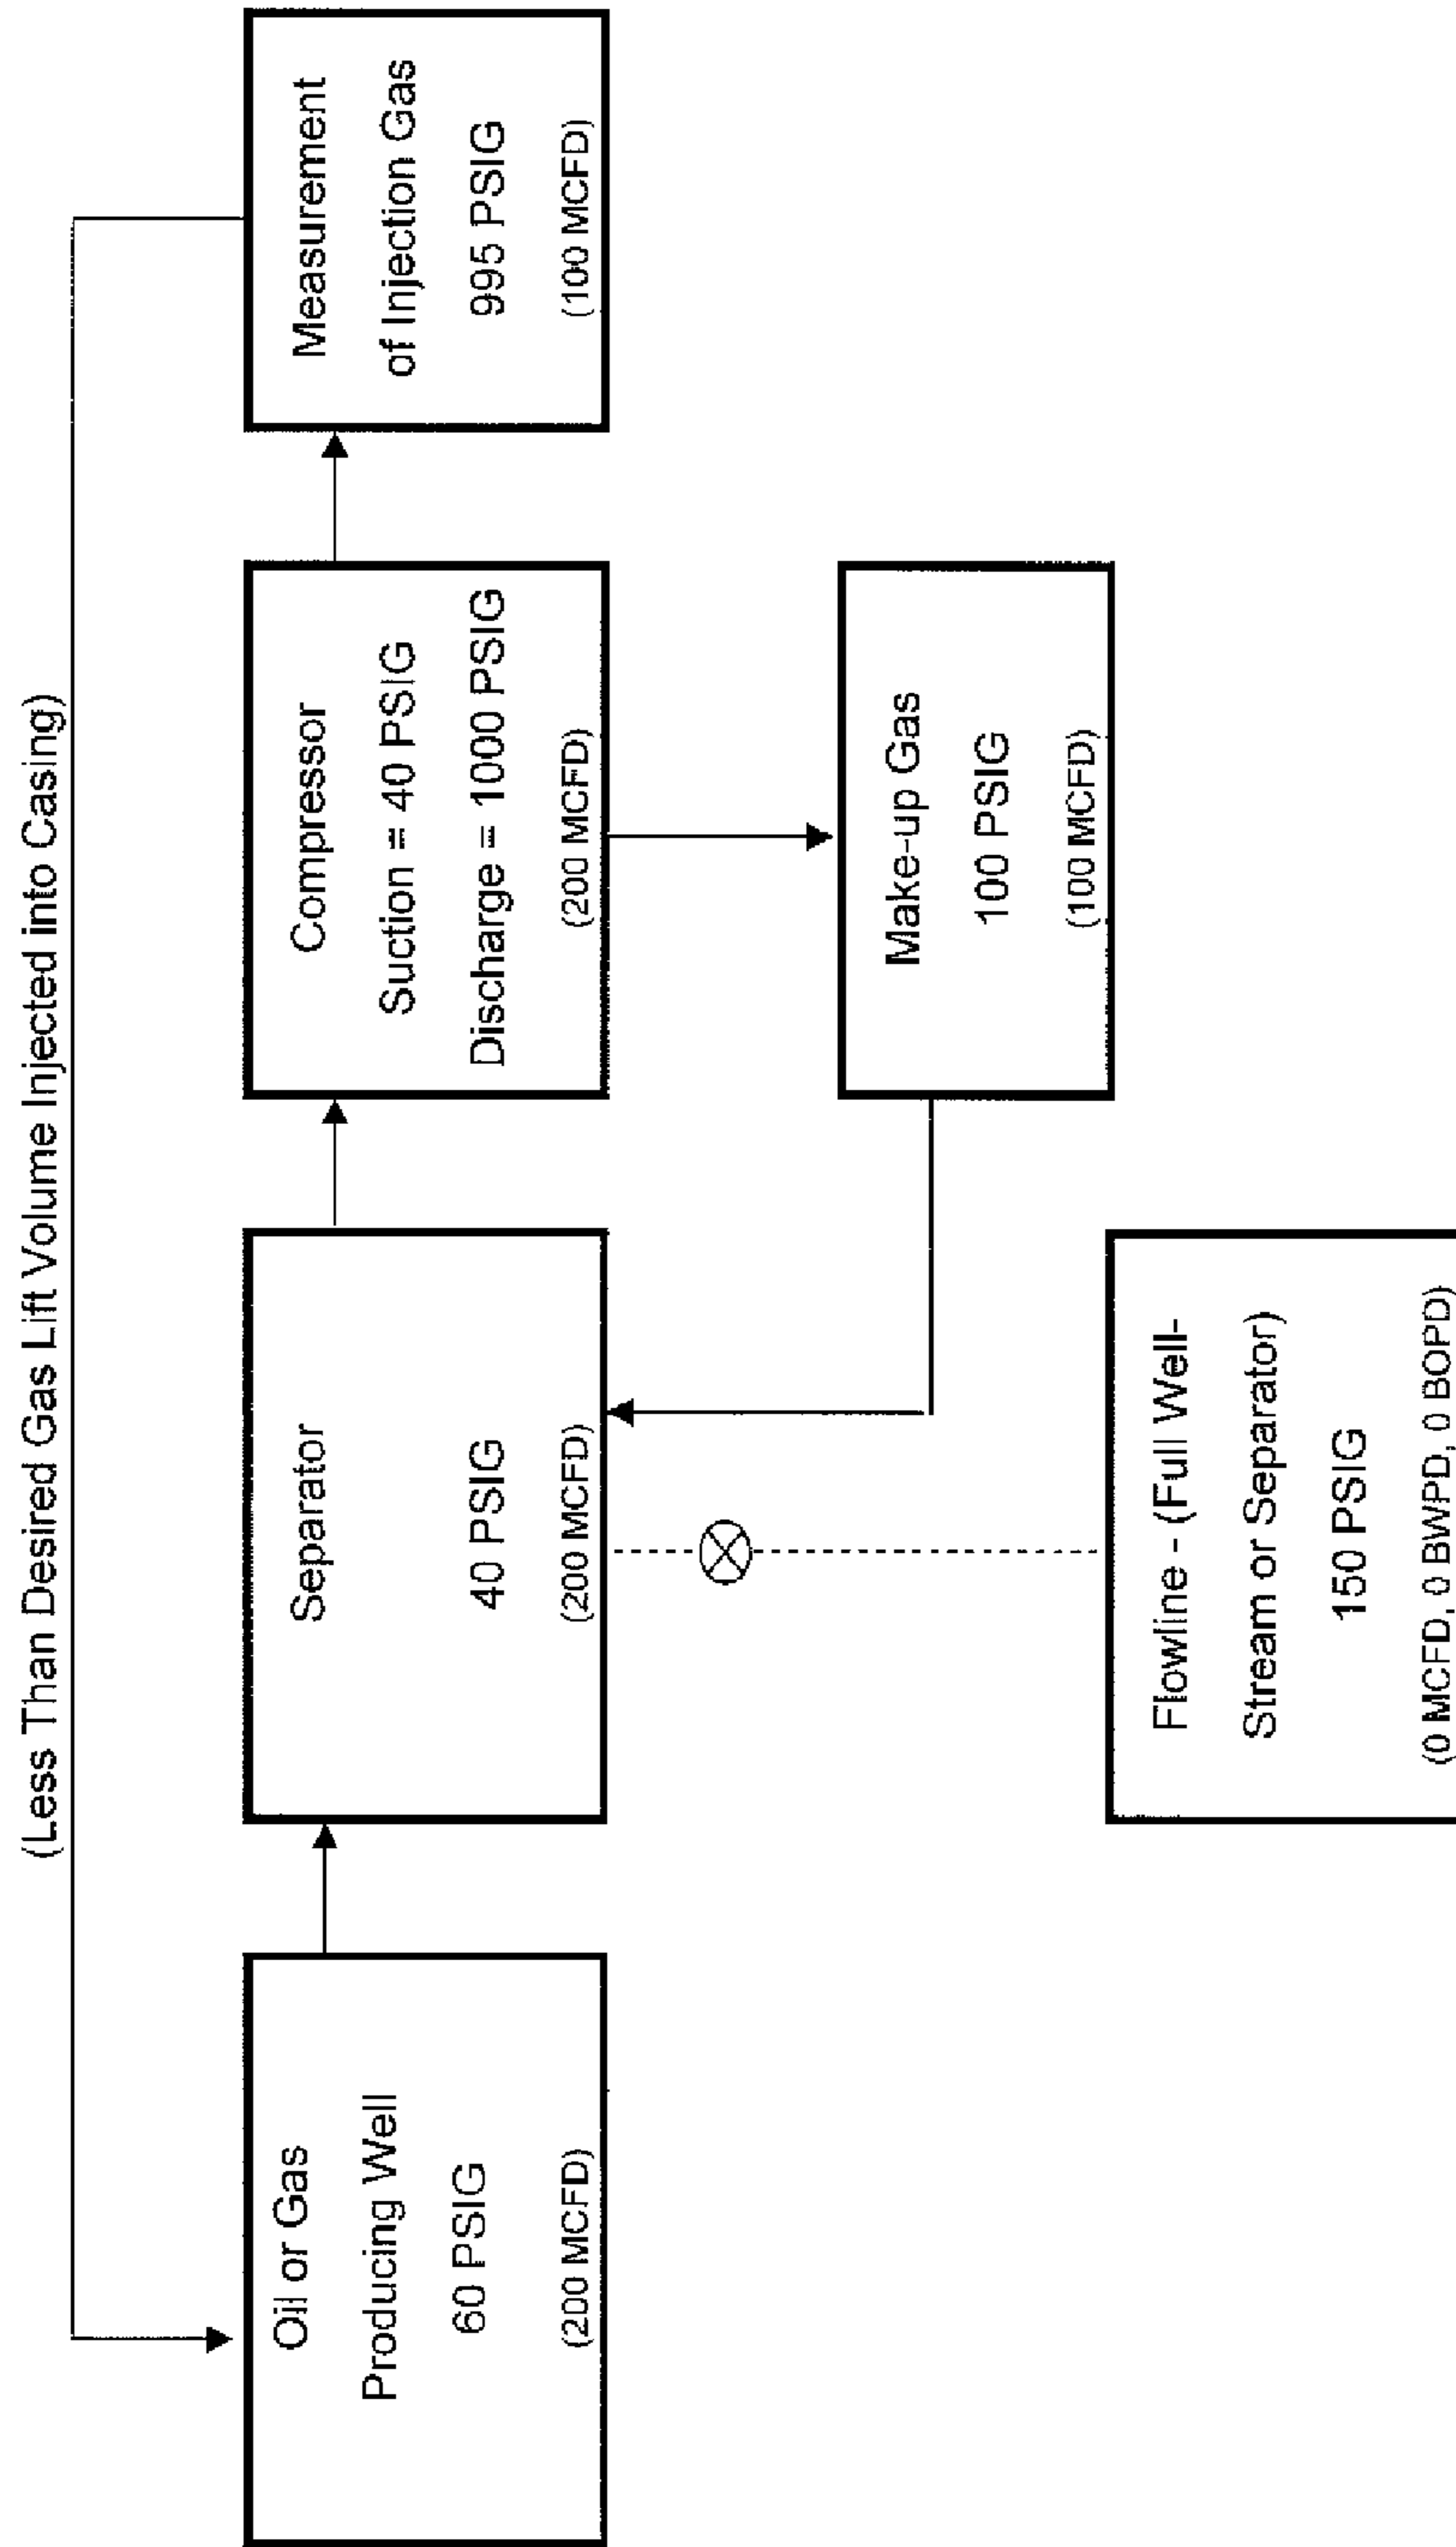 (Less Than Desired Gas Lift Volume Injected into Casing)
Oil or Gas
Producing Well
60 PSIG
(200 MCFD)
Separator
40 PSIG
(200 MCFD)
Compressor
Suction = 40 PSIG
Discharge = 1000 PSIG
(200 MCFD)
Measurement
of Injection Gas
995 PSIG
(100 MCFD)
Make-up Gas
100 PSIG
(100 MCFD)
Flowline - (Full Well-
Stream or Separator)
150 PSIG
(0 MCFD, 0 BWPD, 0 BOPD)